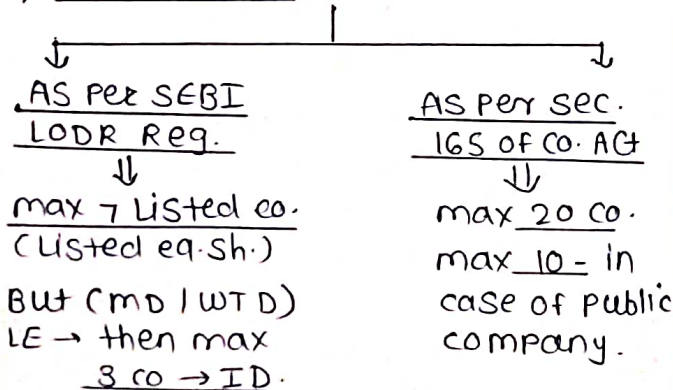 AS Per SEBI
LODR Reg.
⇓
max 7 Listed co.
(Listed eq.sh.)
But (MD / WTD)
LE → then max
3 co → ID.
AS per sec.
165 of CO. Act
⇓
max 20 co.
max 10 - in
case of public
company.